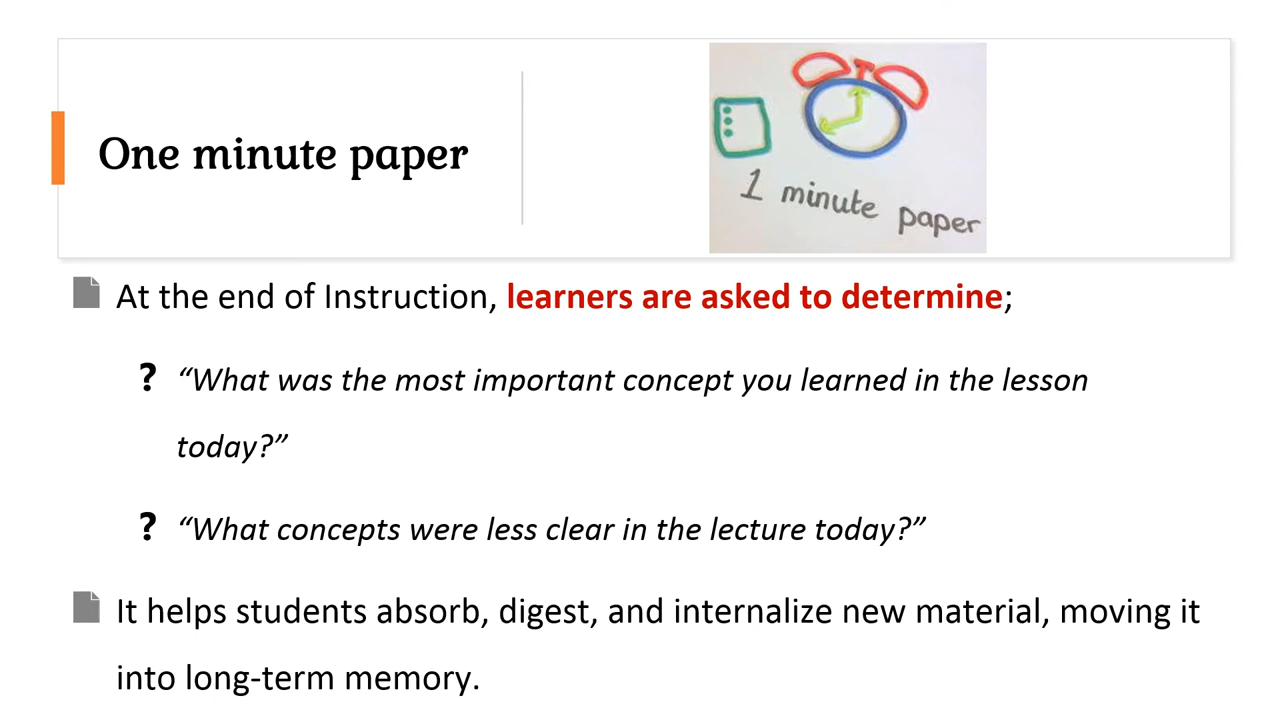 One minute paper
1 minute paper
At the end of Instruction, learners are asked to determine;
? “What was the most important concept you learned in the lesson
today?”
? “What concepts were less clear in the lecture today?”
It helps students absorb, digest, and internalize new material, moving it
into long-term memory.